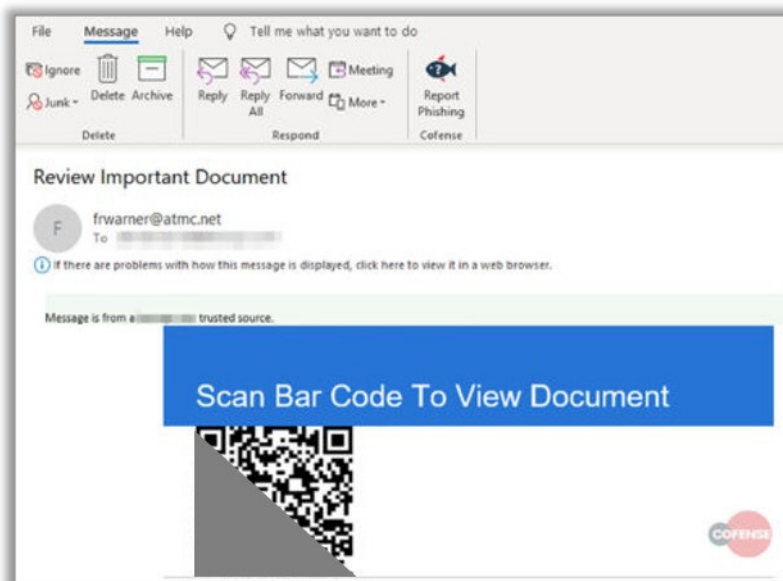 File Message Help Tell me what you want to do
Ignore
Junk
Delete Archive
Reply Reply All Forward
Meeting
More
Report Phishing
Delete Respond Cofense
Review Important Document
F
frwarner@atmc.net
To
If there are problems with how this message is displayed, click here to view it in a web browser.
Message is from a trusted source.
Scan Bar Code To View Document
COFENSE